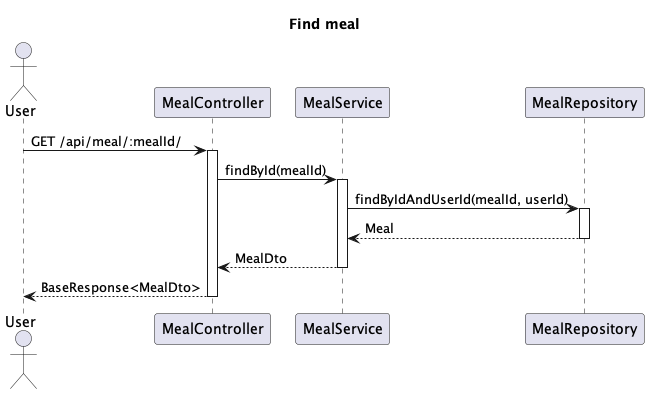 Find meal
User
MealController
MealService
MealRepository
GET /api/meal/:mealId/
findById(mealId)
findByIdAndUserId(mealId, userId)
Meal
MealDto
BaseResponse<MealDto>
User
MealController
MealService
MealRepository